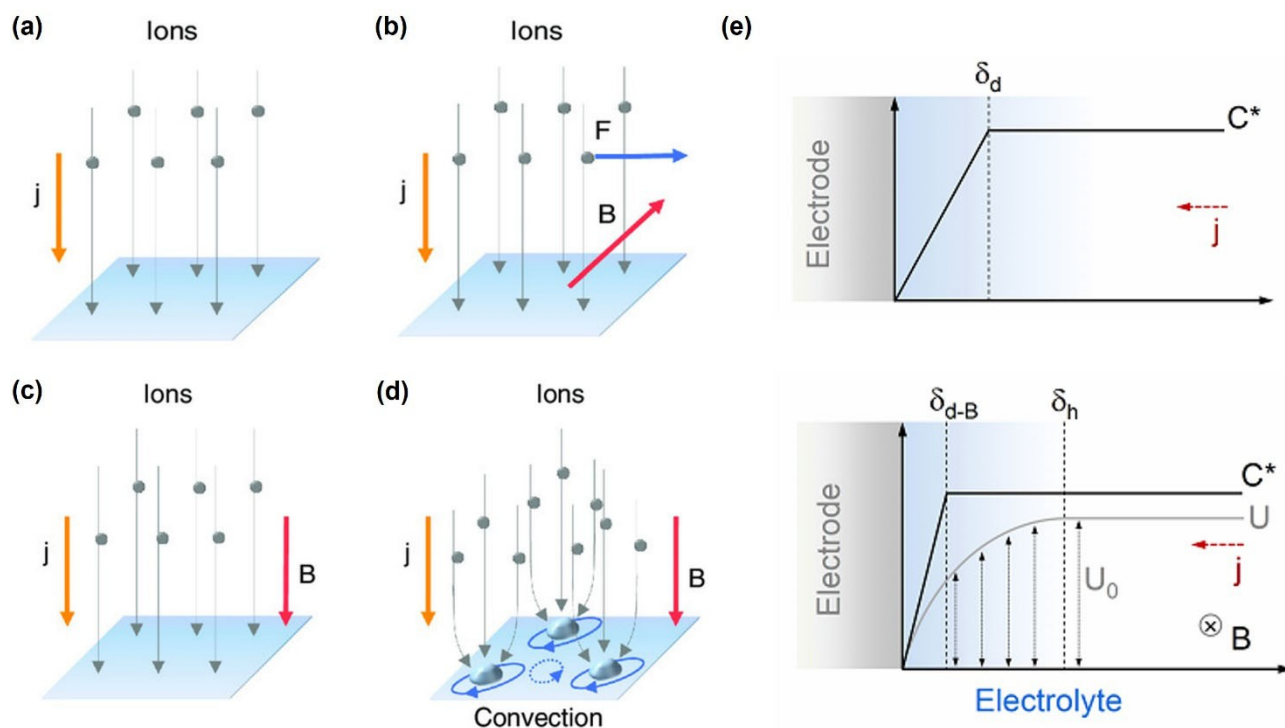 (a)
Ions
j
(b)
Ions
F
j
B
(e)
δd
C*
Electrode
j
(c)
Ions
j
B
(d)
Ions
j
B
Convection
δd-B
δh
C*
U
Electrode
j
U0
⊗ B
Electrolyte